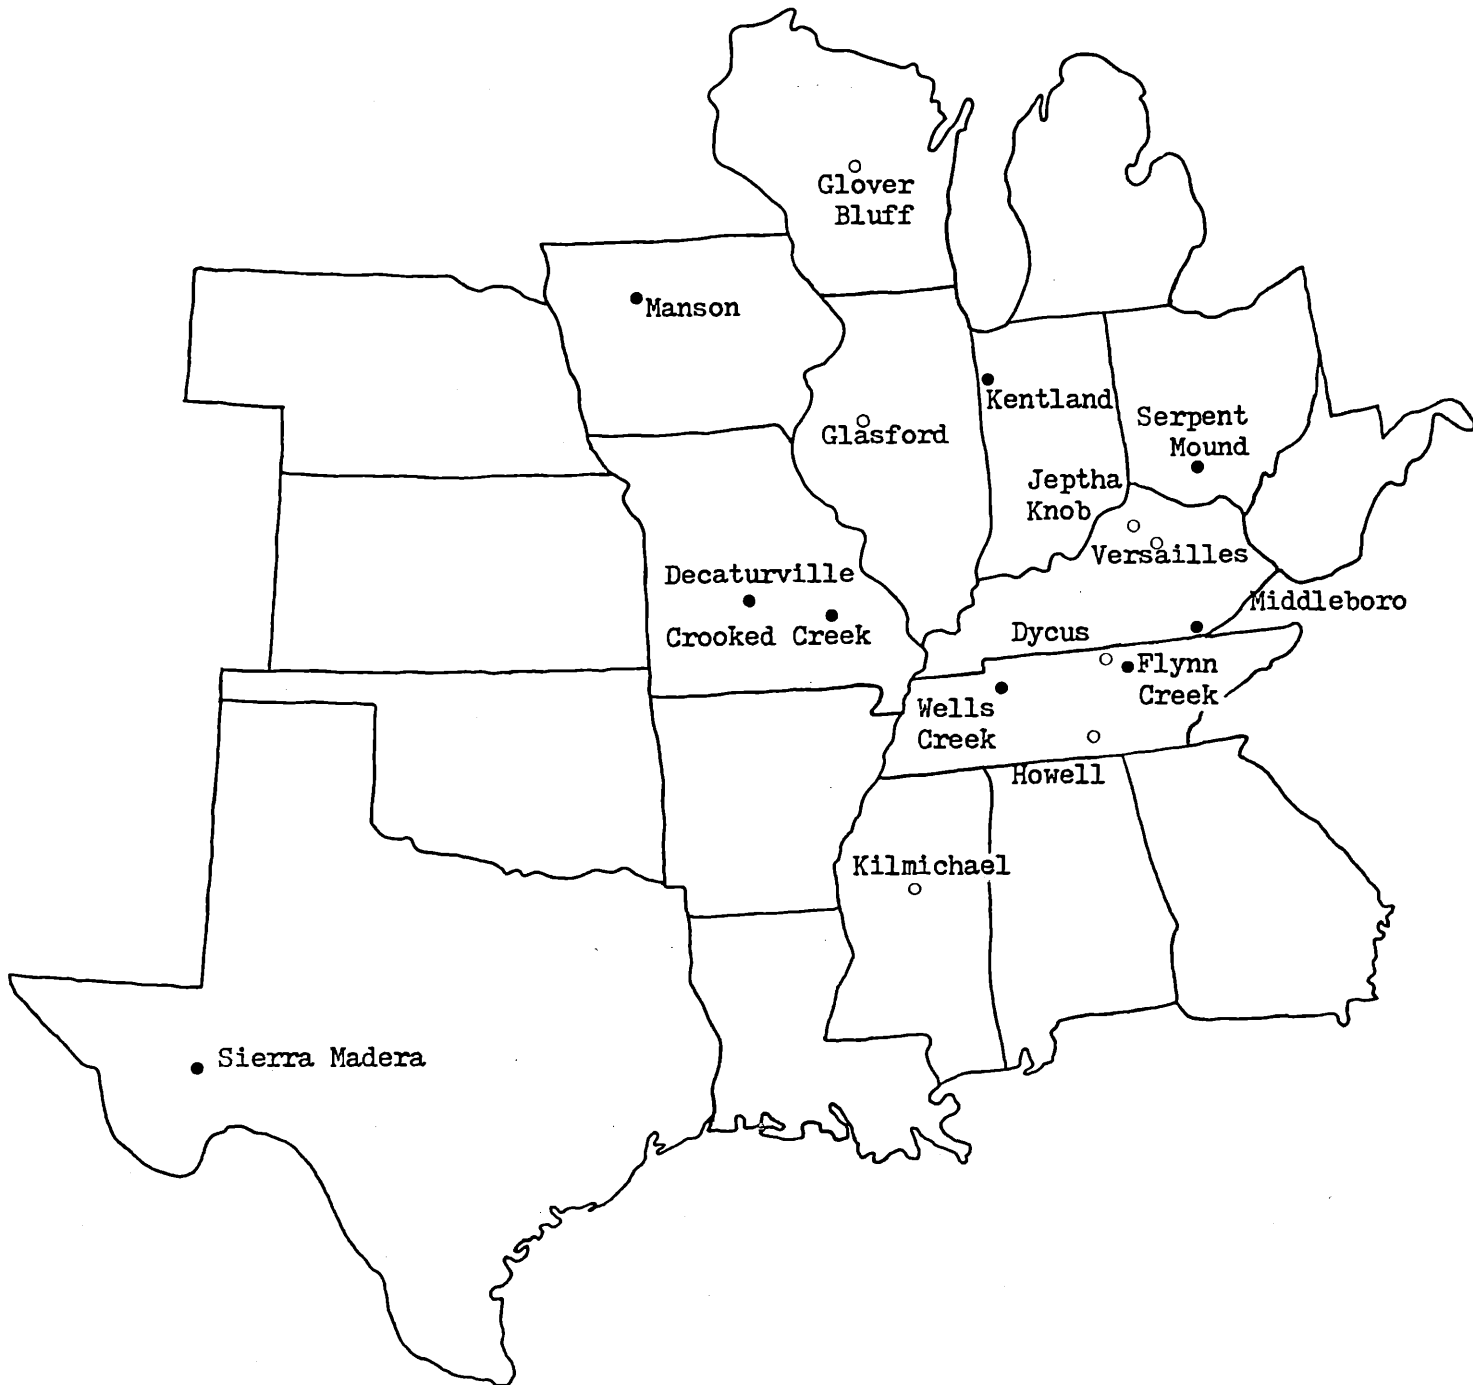 Glover
Bluff
Manson
Kentland
Serpent
Mound
Glasford
Jeptha
Knob
Versailles
Decaturville
Middleboro
Crooked Creek
Dycus
Flynn
Creek
Wells
Creek
Howell
Kilmichael
Sierra Madera